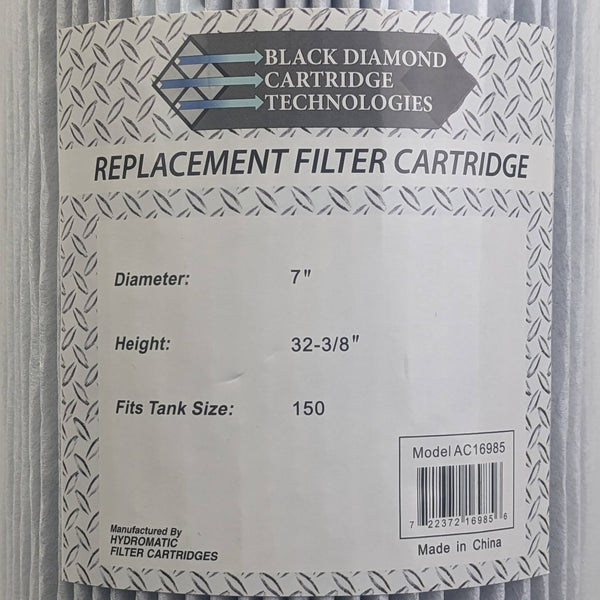 BLACK DIAMOND
CARTRIDGE
TECHNOLOGIES
REPLACEMENT FILTER CARTRIDGE
Diameter: 7"
Height: 32-3/8"
Fits Tank Size: 150
Model AC16985
7 22372 16985 6
Made in China
Manufactured By
HYDROMATIC
FILTER CARTRIDGES